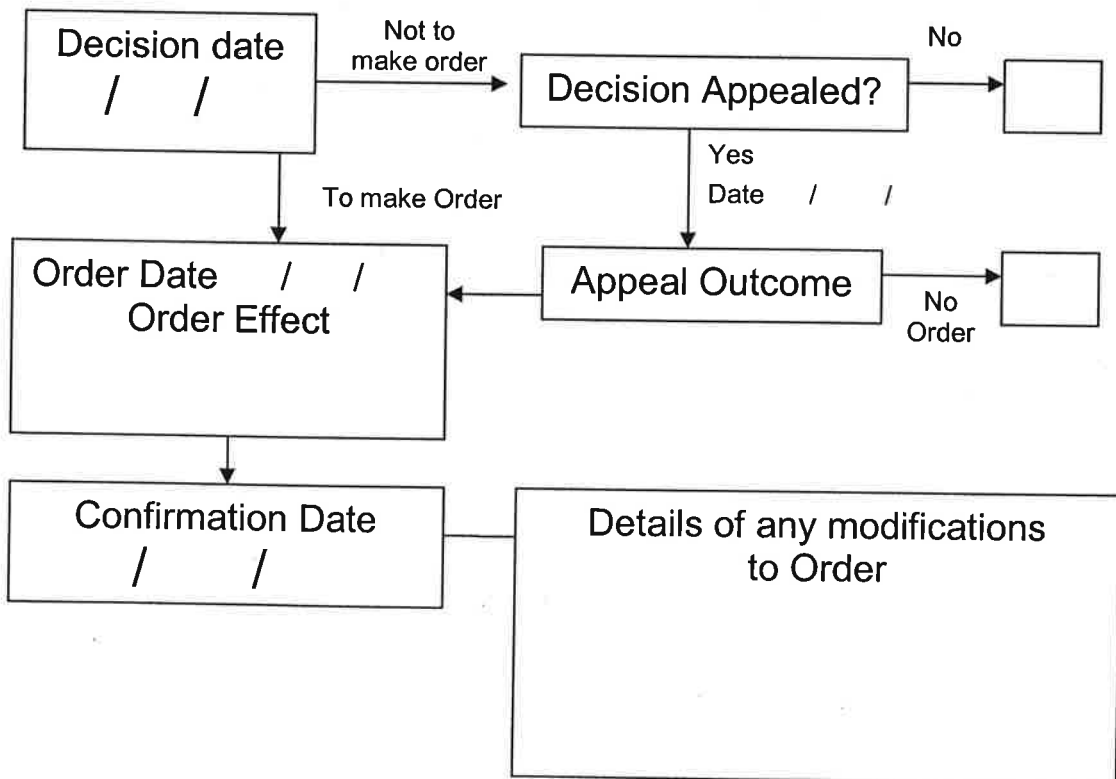 Decision date
/ /
Not to
make order
Decision Appealed?
No
Yes
Date / /
To make Order
Order Date / /
Order Effect
Appeal Outcome
No
Order
Confirmation Date
/ /
Details of any modifications
to Order